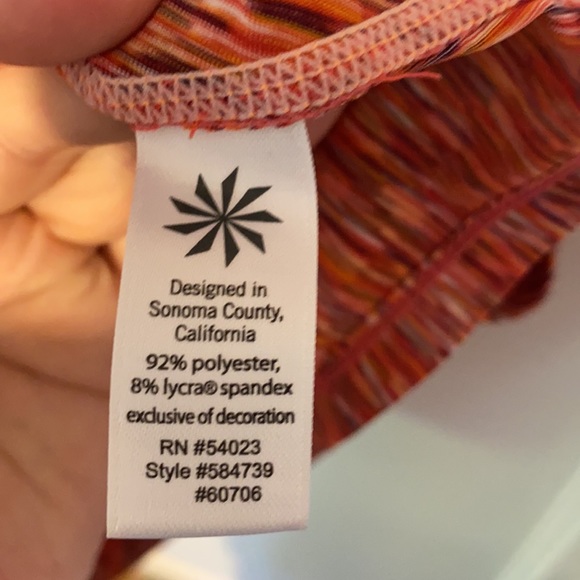 Designed in
Sonoma County,
California
92% polyester,
8% lycra® spandex
exclusive of decoration
RN #54023
Style #584739
#60706